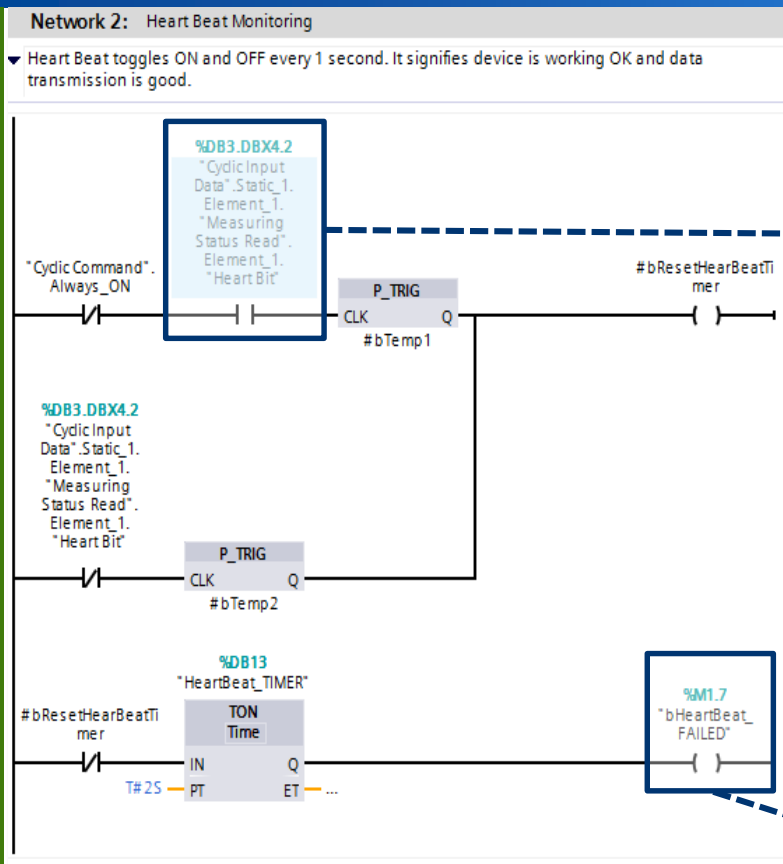 Network 2: Heart Beat Monitoring
Heart Beat toggles ON and OFF every 1 second. It signifies device is working OK and data
transmission is good.
%DB3.DBX4.2
"Cyclic Input
Data".Static_1.
Element_1.
"Measuring
Status Read".
Element_1.
"Heart Bit"
"Cyclic Command".
Always_ON
P_TRIG
CLK Q
#bTemp1
#bResetHearBeatTi
mer
%DB3.DBX4.2
"Cyclic Input
Data".Static_1.
Element_1.
"Measuring
Status Read".
Element_1.
"Heart Bit"
P_TRIG
CLK Q
#bTemp2
%DB13
"HeartBeat_TIMER"
#bResetHearBeatTi
mer
TON
Time
IN Q
T#2S PT ET ...
%M1.7
"bHeartBeat_
FAILED"